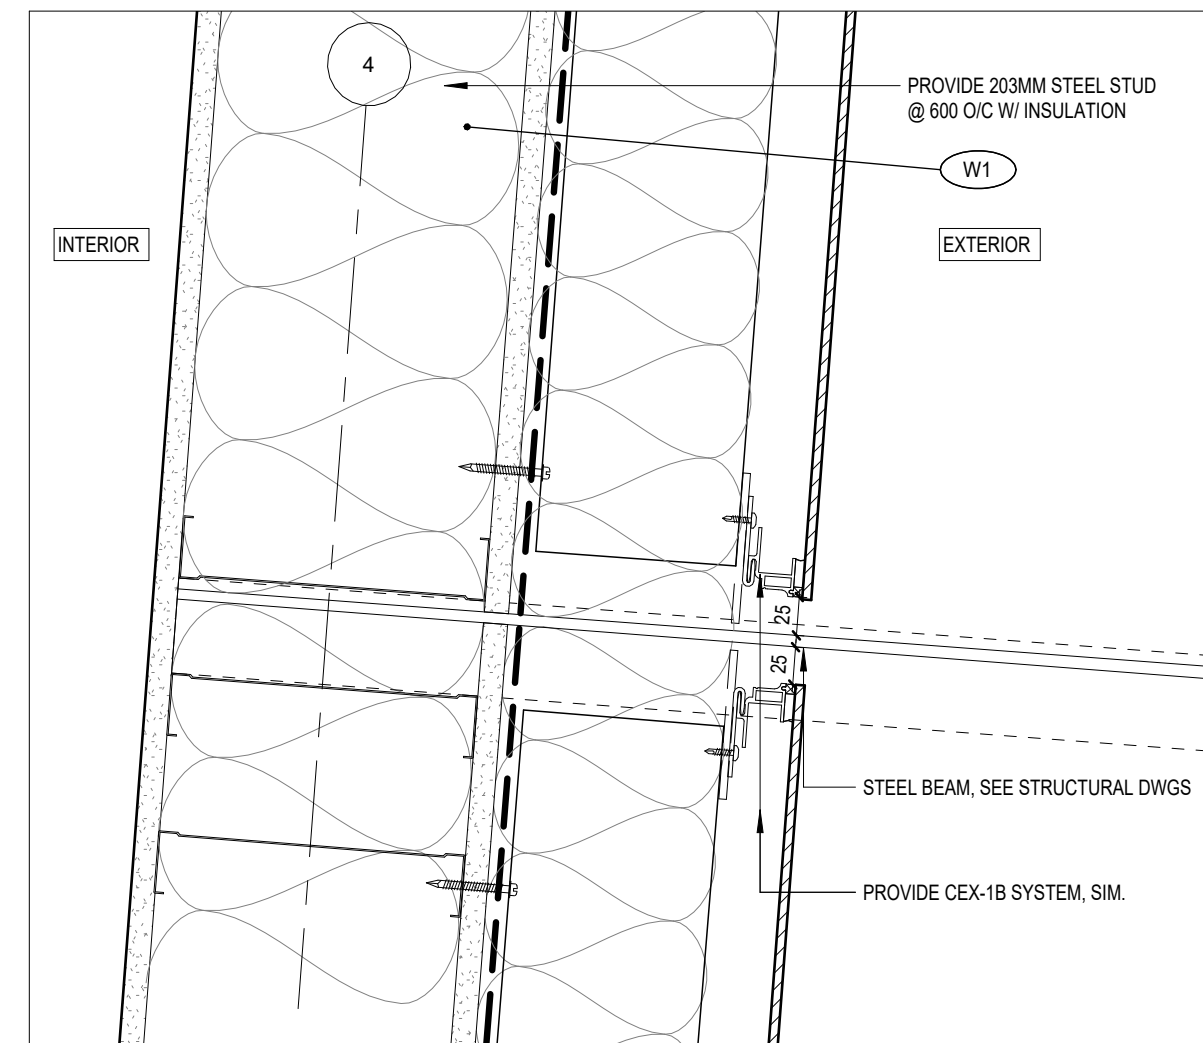 4
PROVIDE 203MM STEEL STUD
@ 600 O/C W/ INSULATION
W1
INTERIOR
EXTERIOR
25
25
STEEL BEAM, SEE STRUCTURAL DWGS
PROVIDE CEX-1B SYSTEM, SIM.